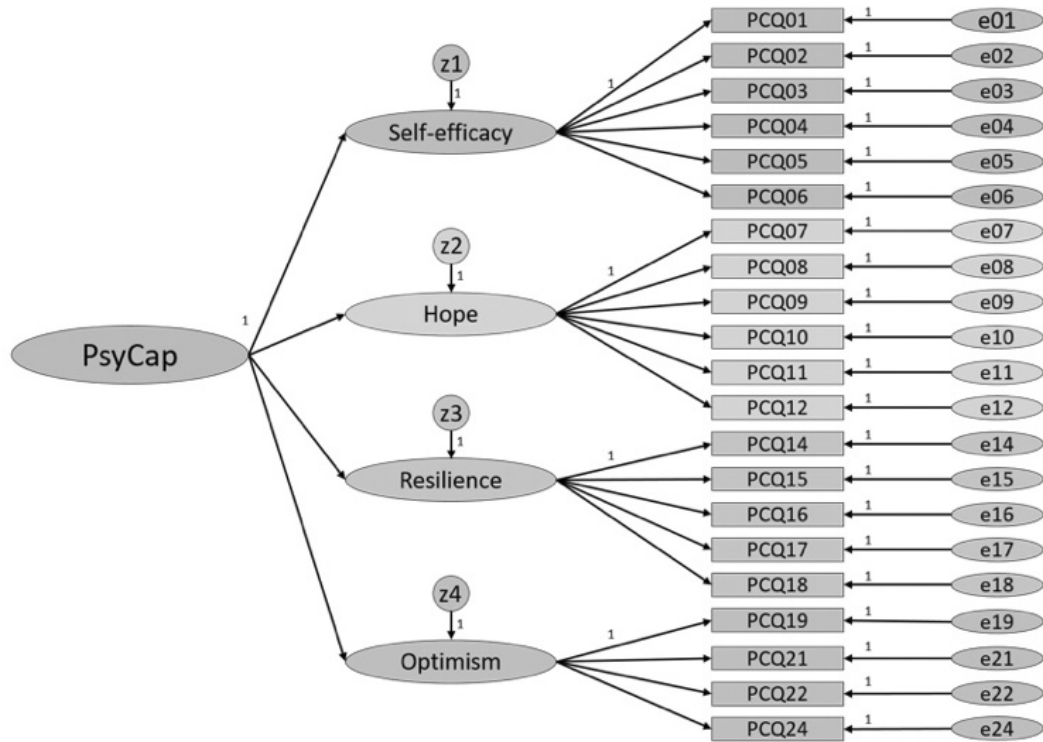 PCQ01
1
e01
z1
PCQ02
1
e02
1
1
PCQ03
1
e03
Self-efficacy
PCQ04
1
e04
PCQ05
1
e05
PCQ06
1
e06
z2
PCQ07
1
e07
1
1
PCQ08
1
e08
Hope
PCQ09
1
e09
1
PsyCap
PCQ10
1
e10
PCQ11
1
e11
z3
PCQ12
1
e12
1
1
PCQ14
1
e14
Resilience
PCQ15
1
e15
PCQ16
1
e16
PCQ17
1
e17
z4
PCQ18
1
e18
1
1
PCQ19
1
e19
Optimism
PCQ21
1
e21
PCQ22
1
e22
PCQ24
1
e24